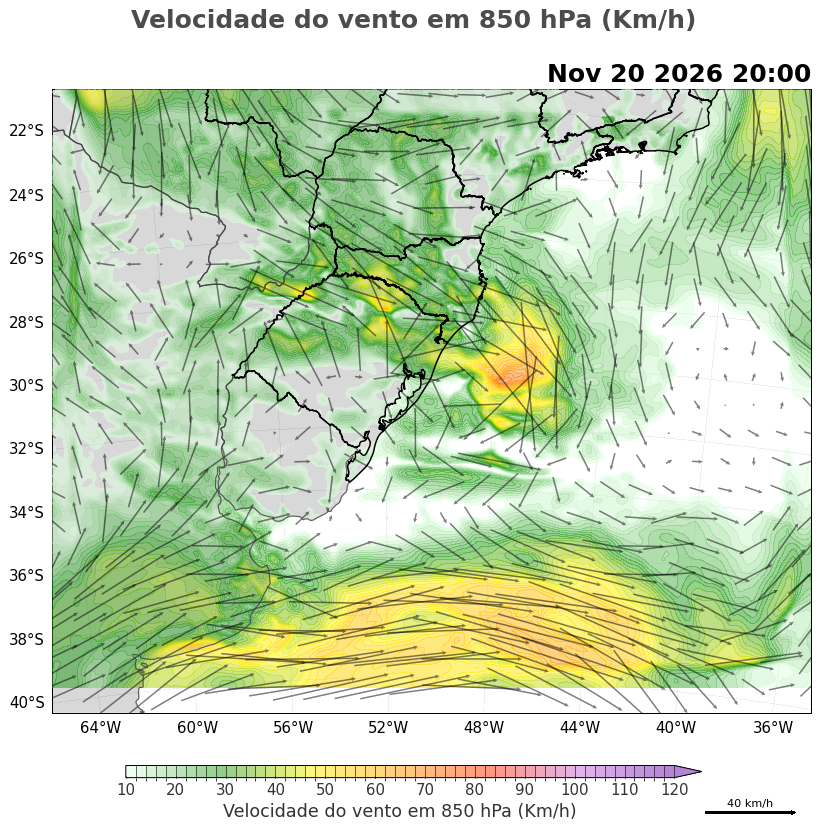 Velocidade do vento em 850 hPa (Km/h)
Nov 20 2026 20:00
22°S
24°S
26°S
28°S
30°S
32°S
34°S
36°S
38°S
40°S
64°W 60°W 56°W 52°W 48°W 44°W 40°W 36°W
10 20 30 40 50 60 70 80 90 100 110 120
Velocidade do vento em 850 hPa (Km/h)
40 km/h